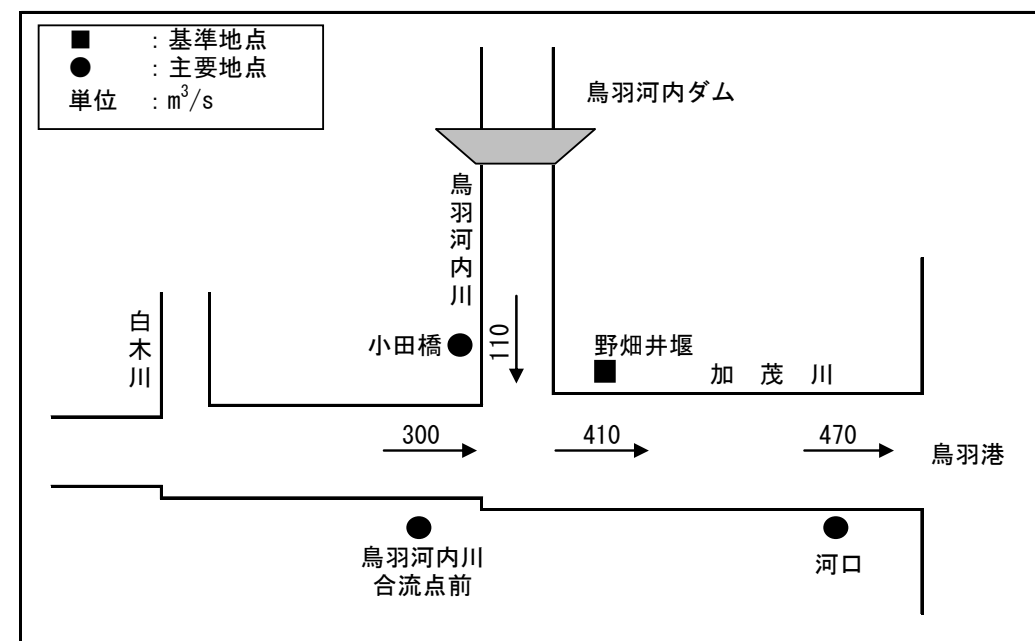 ■ : 基準地点
● : 主要地点
単位 : m³/s
鳥羽河内ダム
鳥羽河内川
白木川
小田橋
110
野畑井堰
加茂川
300
410
470
鳥羽港
鳥羽河内川
合流点前
河口